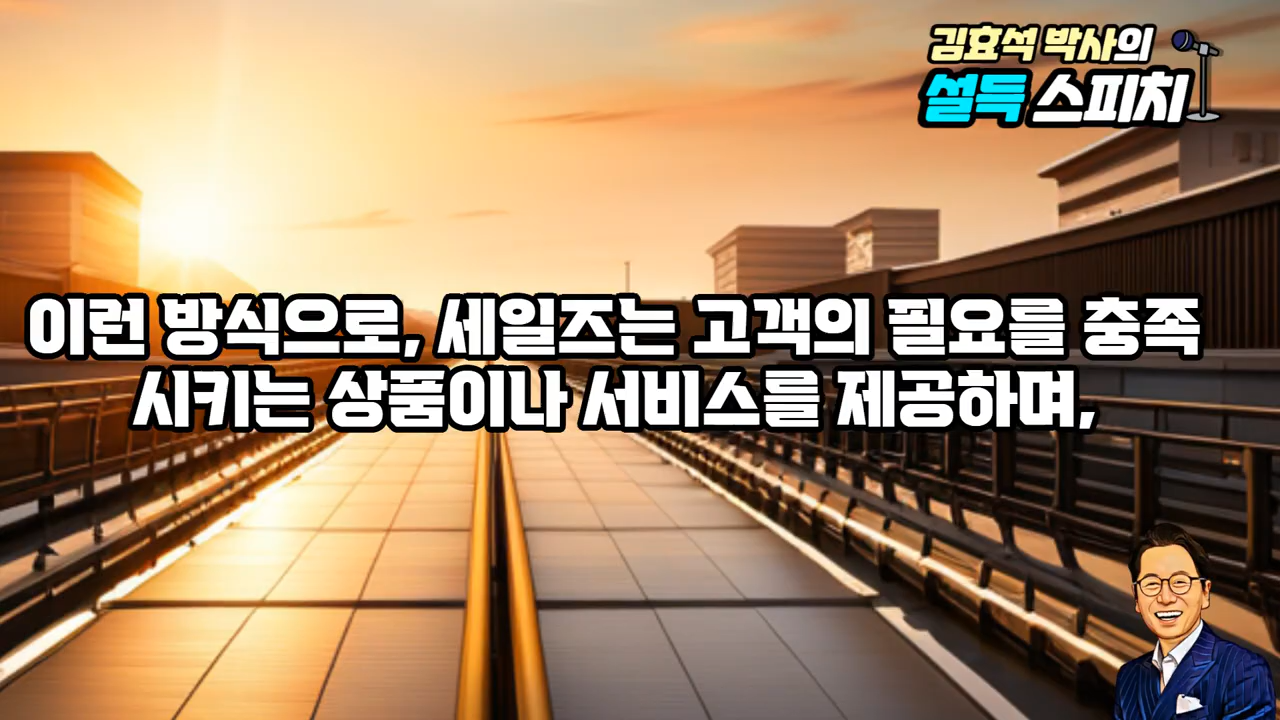 김효석 박사의
설득 스피치
이런 방식으로, 세일즈는 고객의 필요를 충족
시키는 상품이나 서비스를 제공하며,